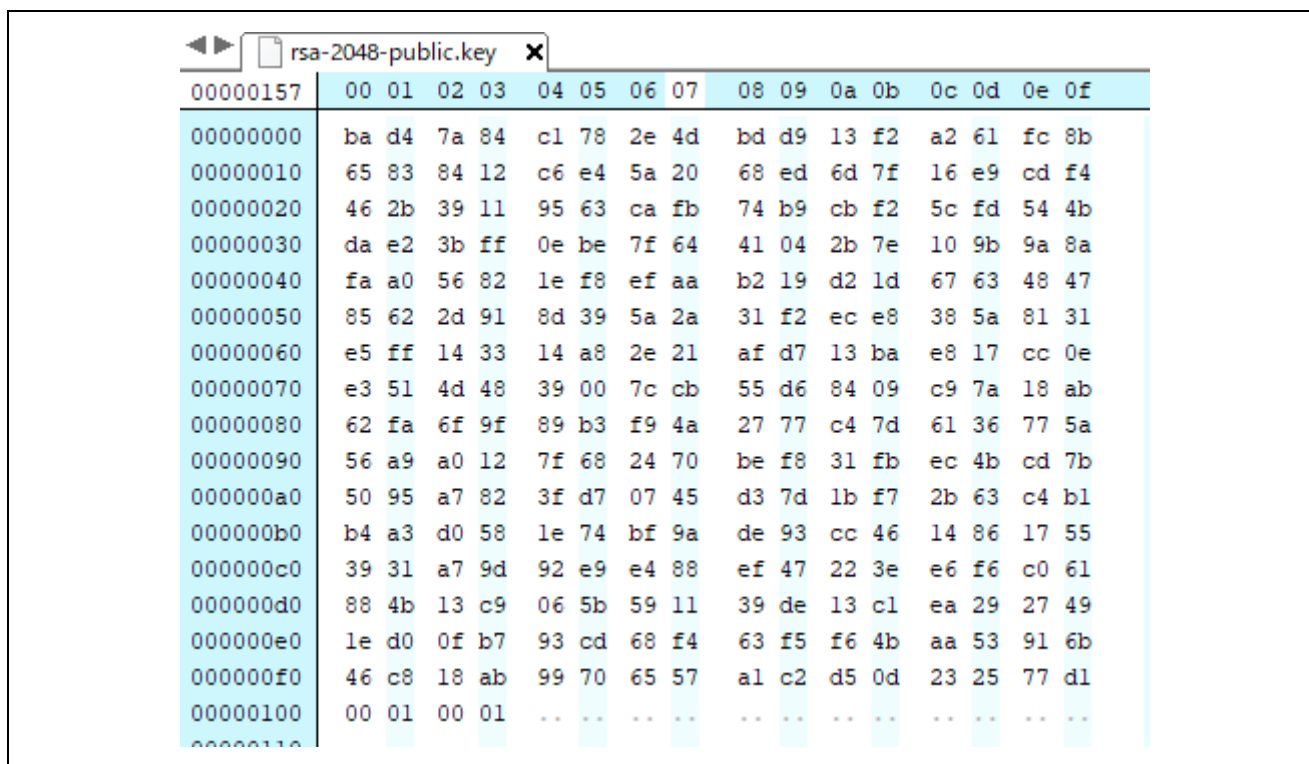 rsa-2048-public.key
00000157 00 01 02 03 04 05 06 07 08 09 0a 0b 0c 0d 0e 0f
00000000 ba d4 7a 84 c1 78 2e 4d bd d9 13 f2 a2 61 fc 8b
00000010 65 83 84 12 c6 e4 5a 20 68 ed 6d 7f 16 e9 cd f4
00000020 46 2b 39 11 95 63 ca fb 74 b9 cb f2 5c fd 54 4b
00000030 da e2 3b ff 0e be 7f 64 41 04 2b 7e 10 9b 9a 8a
00000040 fa a0 56 82 1e f8 ef aa b2 19 d2 1d 67 63 48 47
00000050 85 62 2d 91 8d 39 5a 2a 31 f2 ec e8 38 5a 81 31
00000060 e5 ff 14 33 14 a8 2e 21 af d7 13 ba e8 17 cc 0e
00000070 e3 51 4d 48 39 00 7c cb 55 d6 84 09 c9 7a 18 ab
00000080 62 fa 6f 9f 89 b3 f9 4a 27 77 c4 7d 61 36 77 5a
00000090 56 a9 a0 12 7f 68 24 70 be f8 31 fb ec 4b cd 7b
000000a0 50 95 a7 82 3f d7 07 45 d3 7d 1b f7 2b 63 c4 b1
000000b0 b4 a3 d0 58 1e 74 bf 9a de 93 cc 46 14 86 17 55
000000c0 39 31 a7 9d 92 e9 e4 88 ef 47 22 3e e6 f6 c0 61
000000d0 88 4b 13 c9 06 5b 59 11 39 de 13 c1 ea 29 27 49
000000e0 1e d0 0f b7 93 cd 68 f4 63 f5 f6 4b aa 53 91 6b
000000f0 46 c8 18 ab 99 70 65 57 a1 c2 d5 0d 23 25 77 d1
00000100 00 01 00 01 .. .. .. .. .. .. .. .. .. .. .. ..
00000110